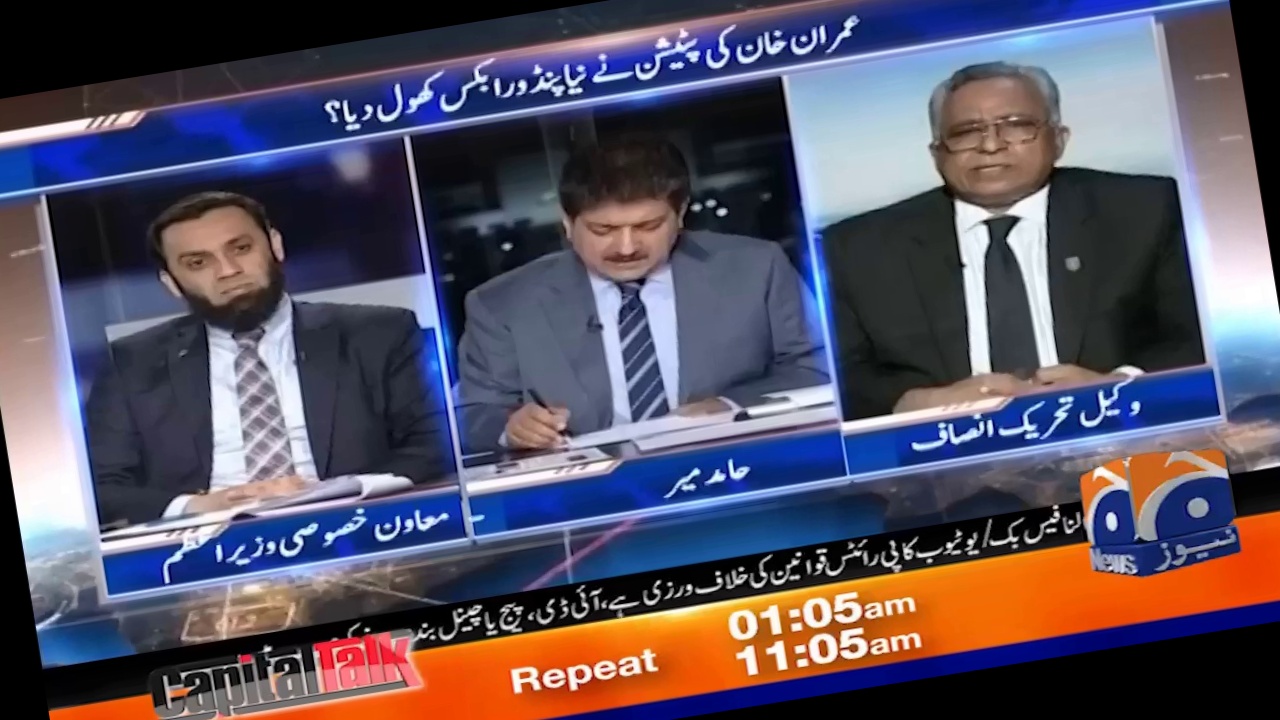 عمران خان کی پٹیشن نے نیا پنڈورا بکس کھول دیا؟
وکیل تحریک انصاف
حامد میر
معاون خصوصی وزیراعظم
جیو
News نیوز
لنا فیس بک/یوٹیوب کاپی رائٹس قوانین کی خلاف ورزی ہے، آئی ڈی، پیج یا چینل بند
Capital Talk
Repeat
01:05am
11:05am